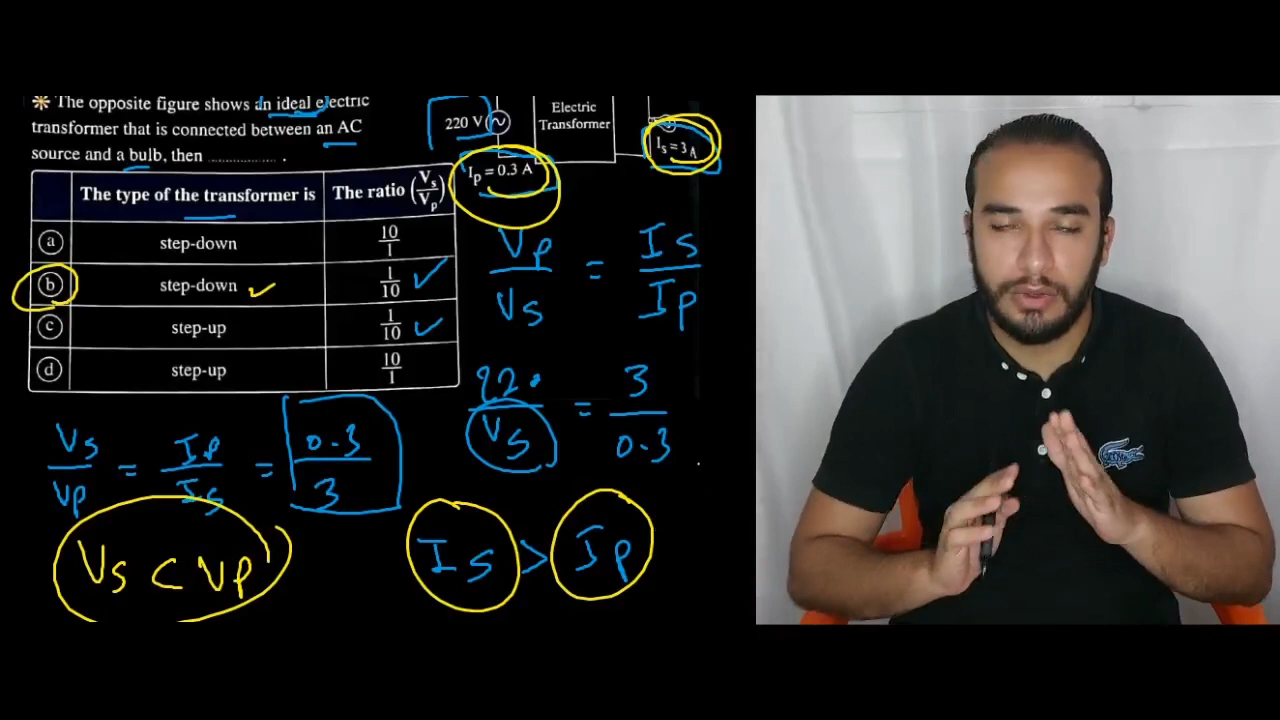 The opposite figure shows an ideal electric
transformer that is connected between an AC
source and a bulb, then ............... .
220 V
Electric
Transformer
Ip = 0.3 A
Is = 3 A
The type of the transformer is
The ratio (Vs/Vp)
a step-down 10/1
b step-down 1/10
c step-up 1/10
d step-up 10/1
Vp/Vs = Is/Ip
220/Vs = 3/0.3
Vs/Vp = Ip/Is = 0.3/3
Vs < Vp
Is > Ip